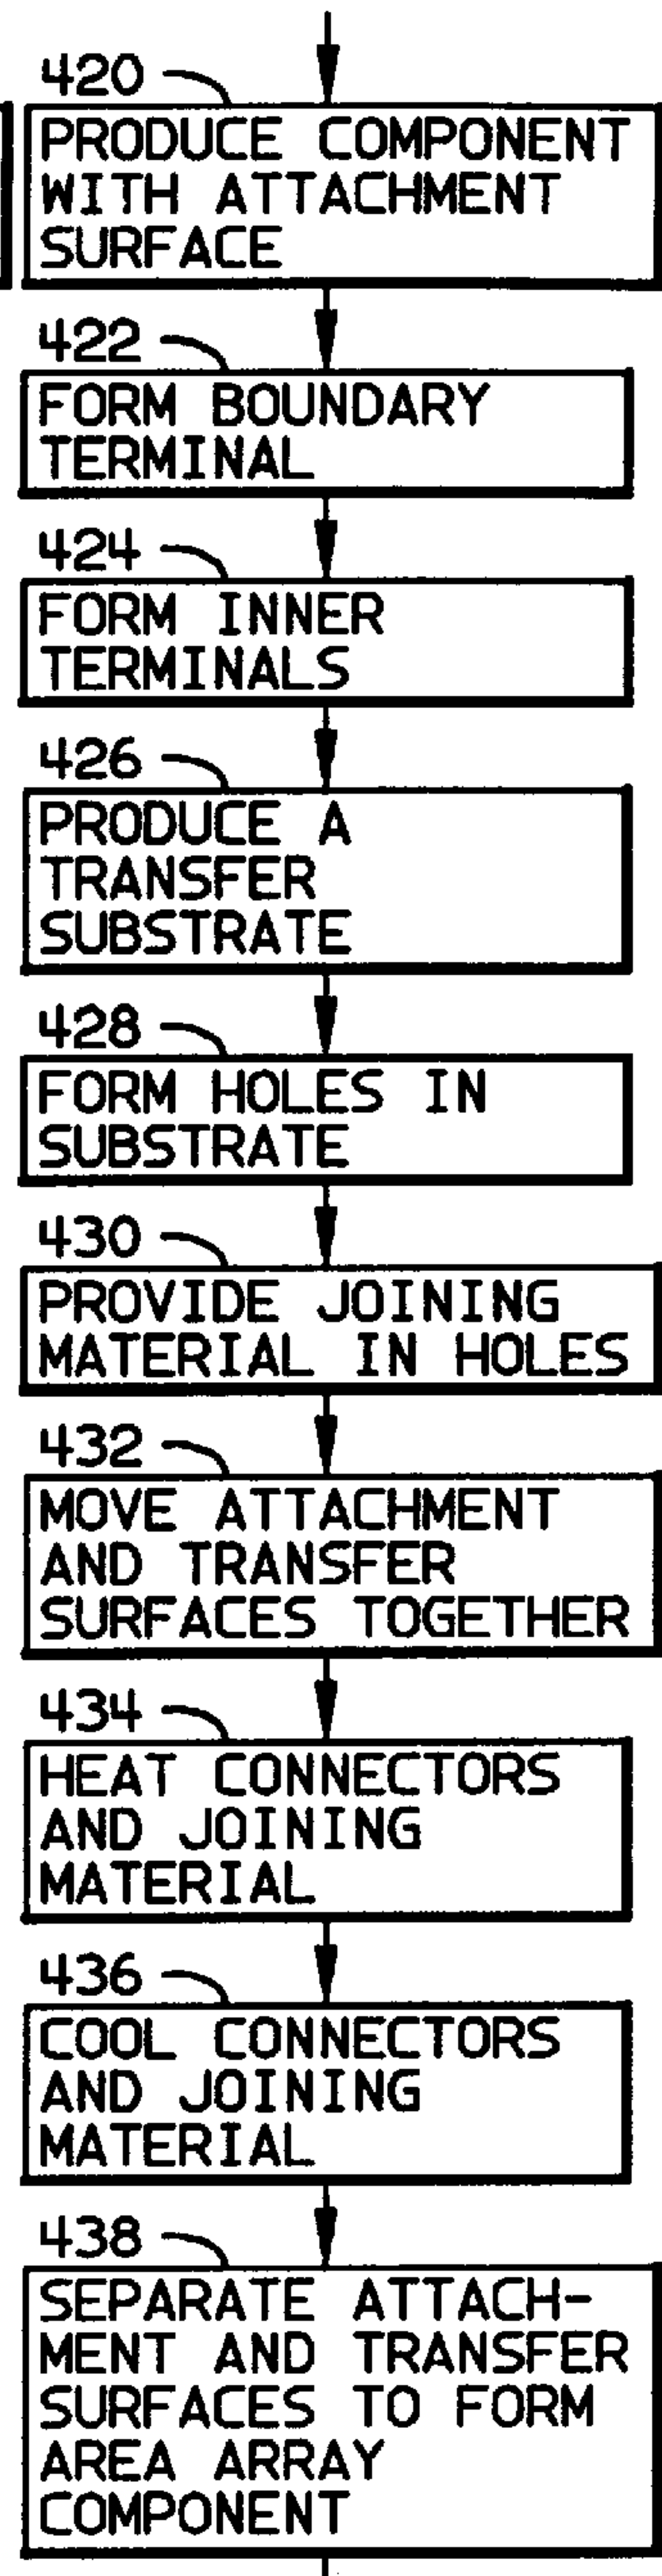 420
PRODUCE COMPONENT
WITH ATTACHMENT
SURFACE
422
FORM BOUNDARY
TERMINAL
424
FORM INNER
TERMINALS
426
PRODUCE A
TRANSFER
SUBSTRATE
428
FORM HOLES IN
SUBSTRATE
430
PROVIDE JOINING
MATERIAL IN HOLES
432
MOVE ATTACHMENT
AND TRANSFER
SURFACES TOGETHER
434
HEAT CONNECTORS
AND JOINING
MATERIAL
436
COOL CONNECTORS
AND JOINING
MATERIAL
438
SEPARATE ATTACH-
MENT AND TRANSFER
SURFACES TO FORM
AREA ARRAY
COMPONENT